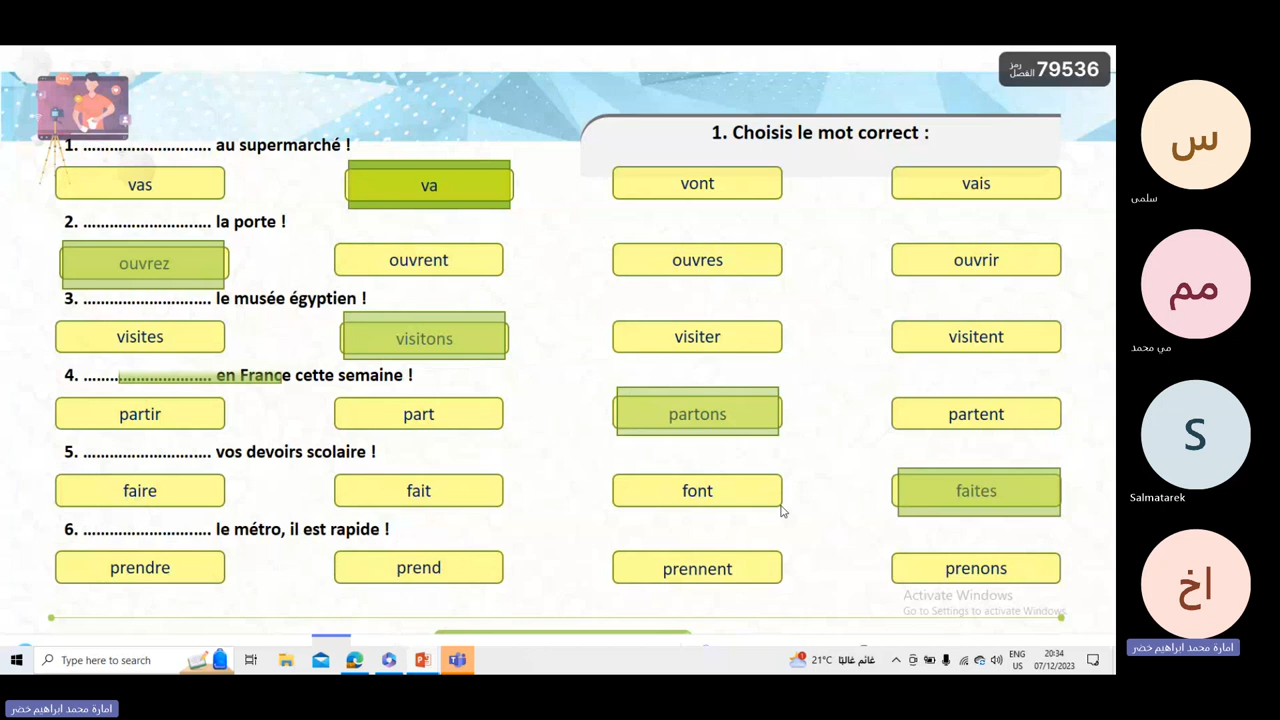 79536
رمز
الفصل
1. Choisis le mot correct :
1. ............................. au supermarché !
vas
va
vont
vais
2. ............................. la porte !
ouvrez
ouvrent
ouvres
ouvrir
3. ............................. le musée égyptien !
visites
visitons
visiter
visitent
4. ............................. en France cette semaine !
partir
part
partons
partent
5. ............................. vos devoirs scolaire !
faire
fait
font
faites
6. ............................. le métro, il est rapide !
prendre
prend
prennent
prenons
Activate Windows
Go to Settings to activate Windows.
Type here to search
21°C غائم غالبًا
ENG
US
20:34
07/12/2023
س
سلمى
مم
مي محمد
S
Salmatarek
اخ
امارة محمد ابراهيم خضر
امارة محمد ابراهيم خضر